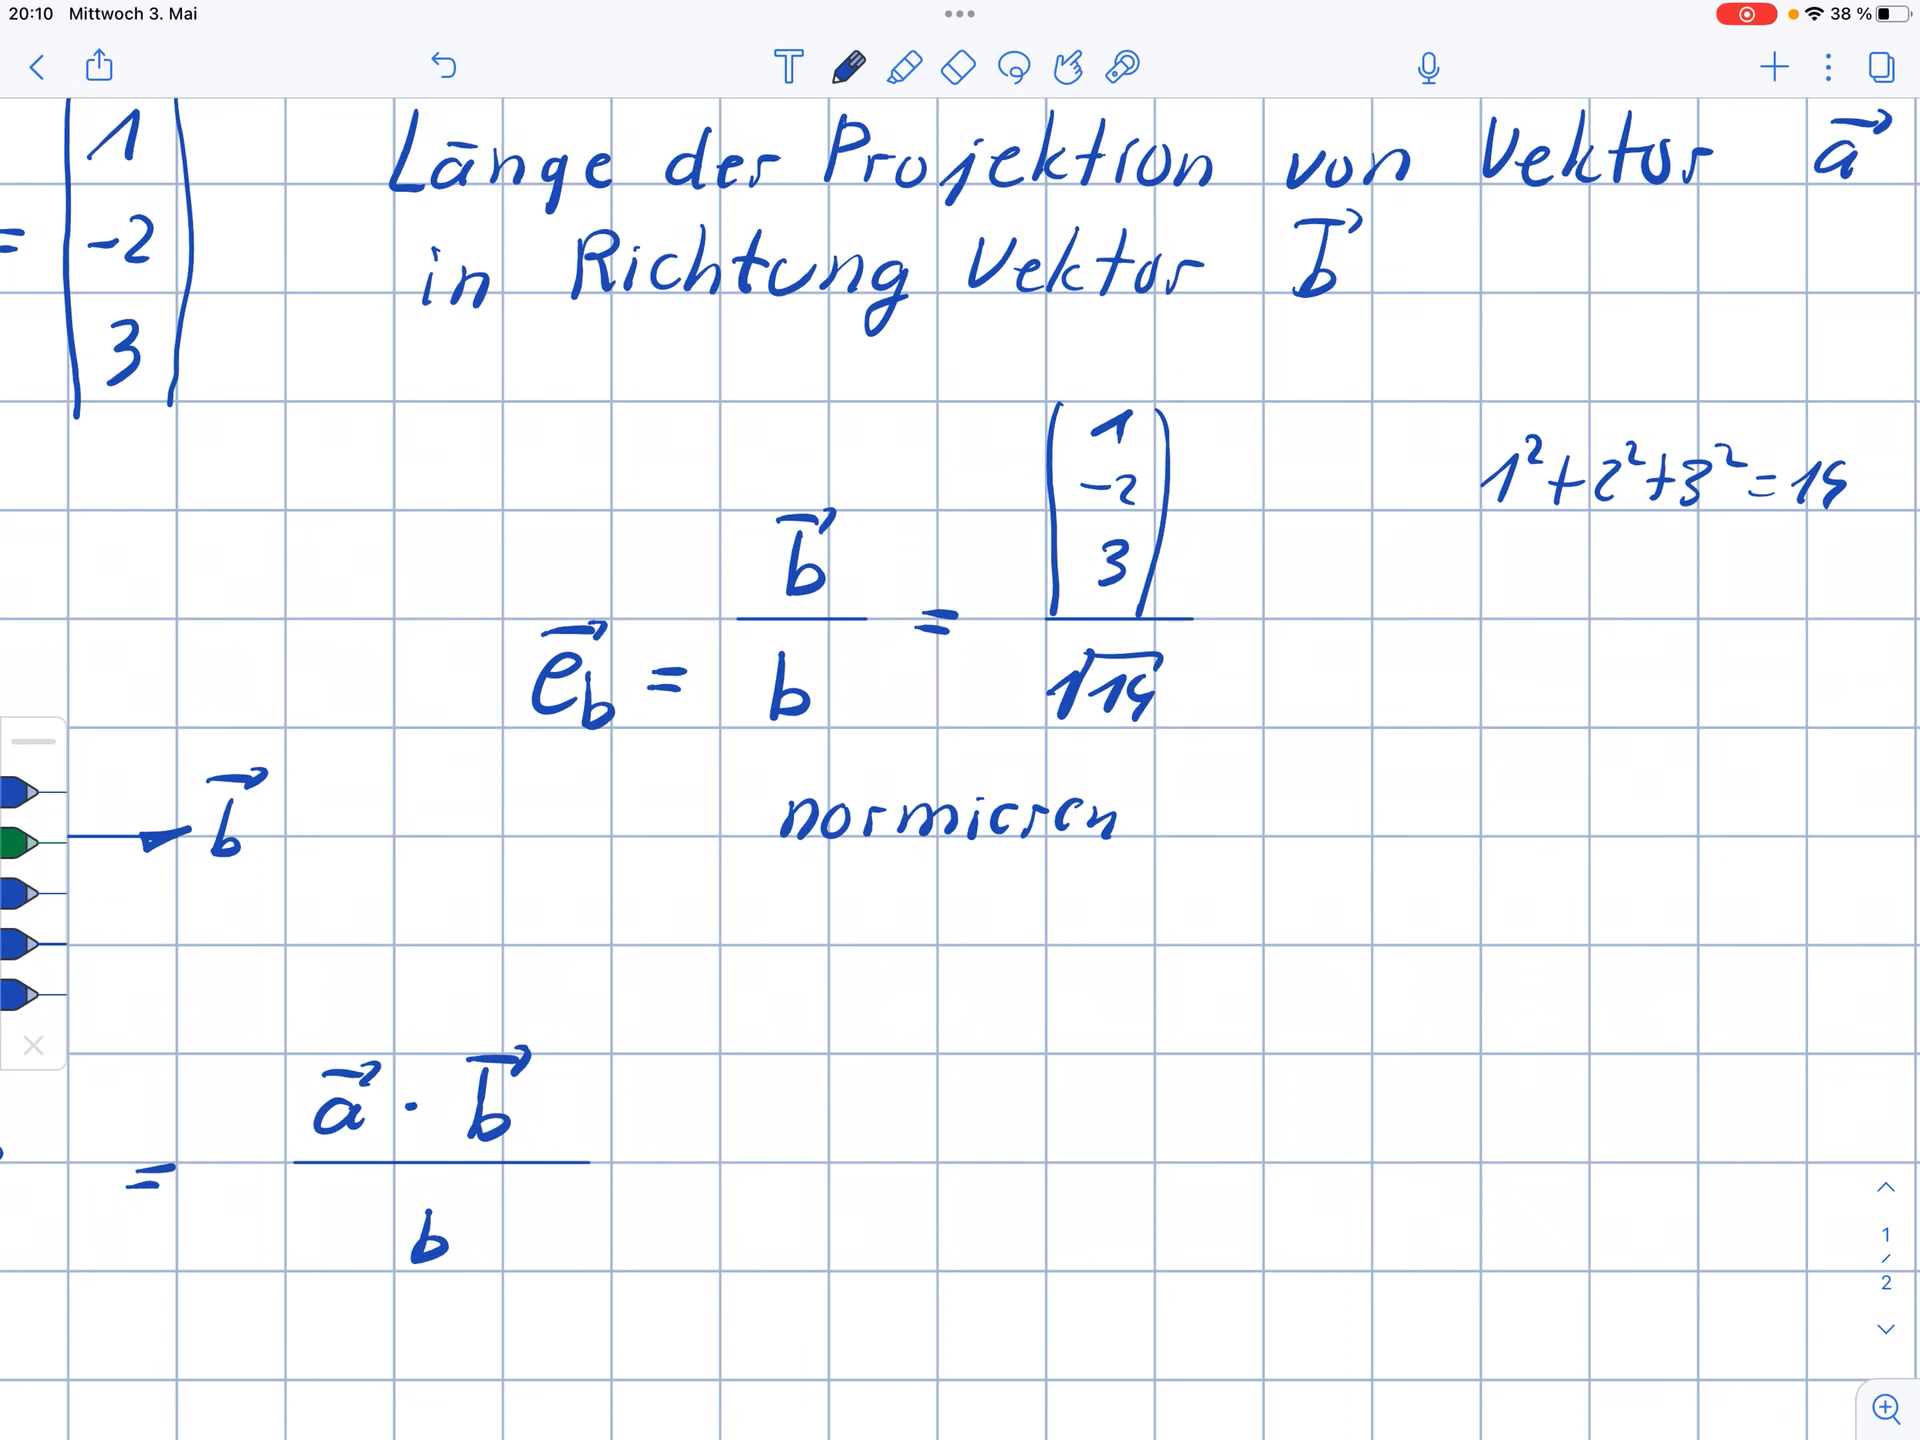 20:10 Mittwoch 3. Mai
38 %
Länge der Projektion von Vektor a⃗
in Richtung Vektor b⃗
= (1
-2
3)
e⃗_b = b⃗ / b = (1 -2 3) / √14
1²+2²+3²=14
normieren
b⃗
= a⃗ · b⃗ / b
1
/
2